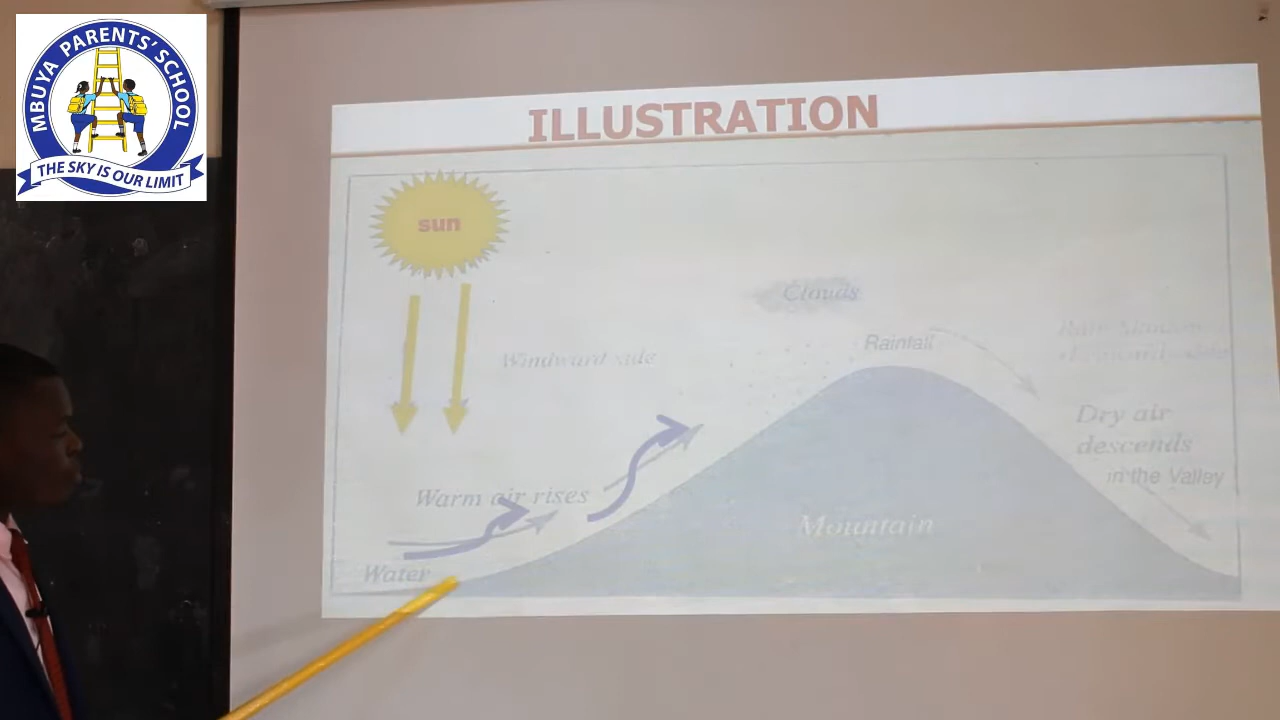 MBUYA PARENTS' SCHOOL
THE SKY IS OUR LIMIT
ILLUSTRATION
sun
Clouds
Rainfall
Windward side
Dry air
descends
in the Valley
Warm air rises
Mountain
Water